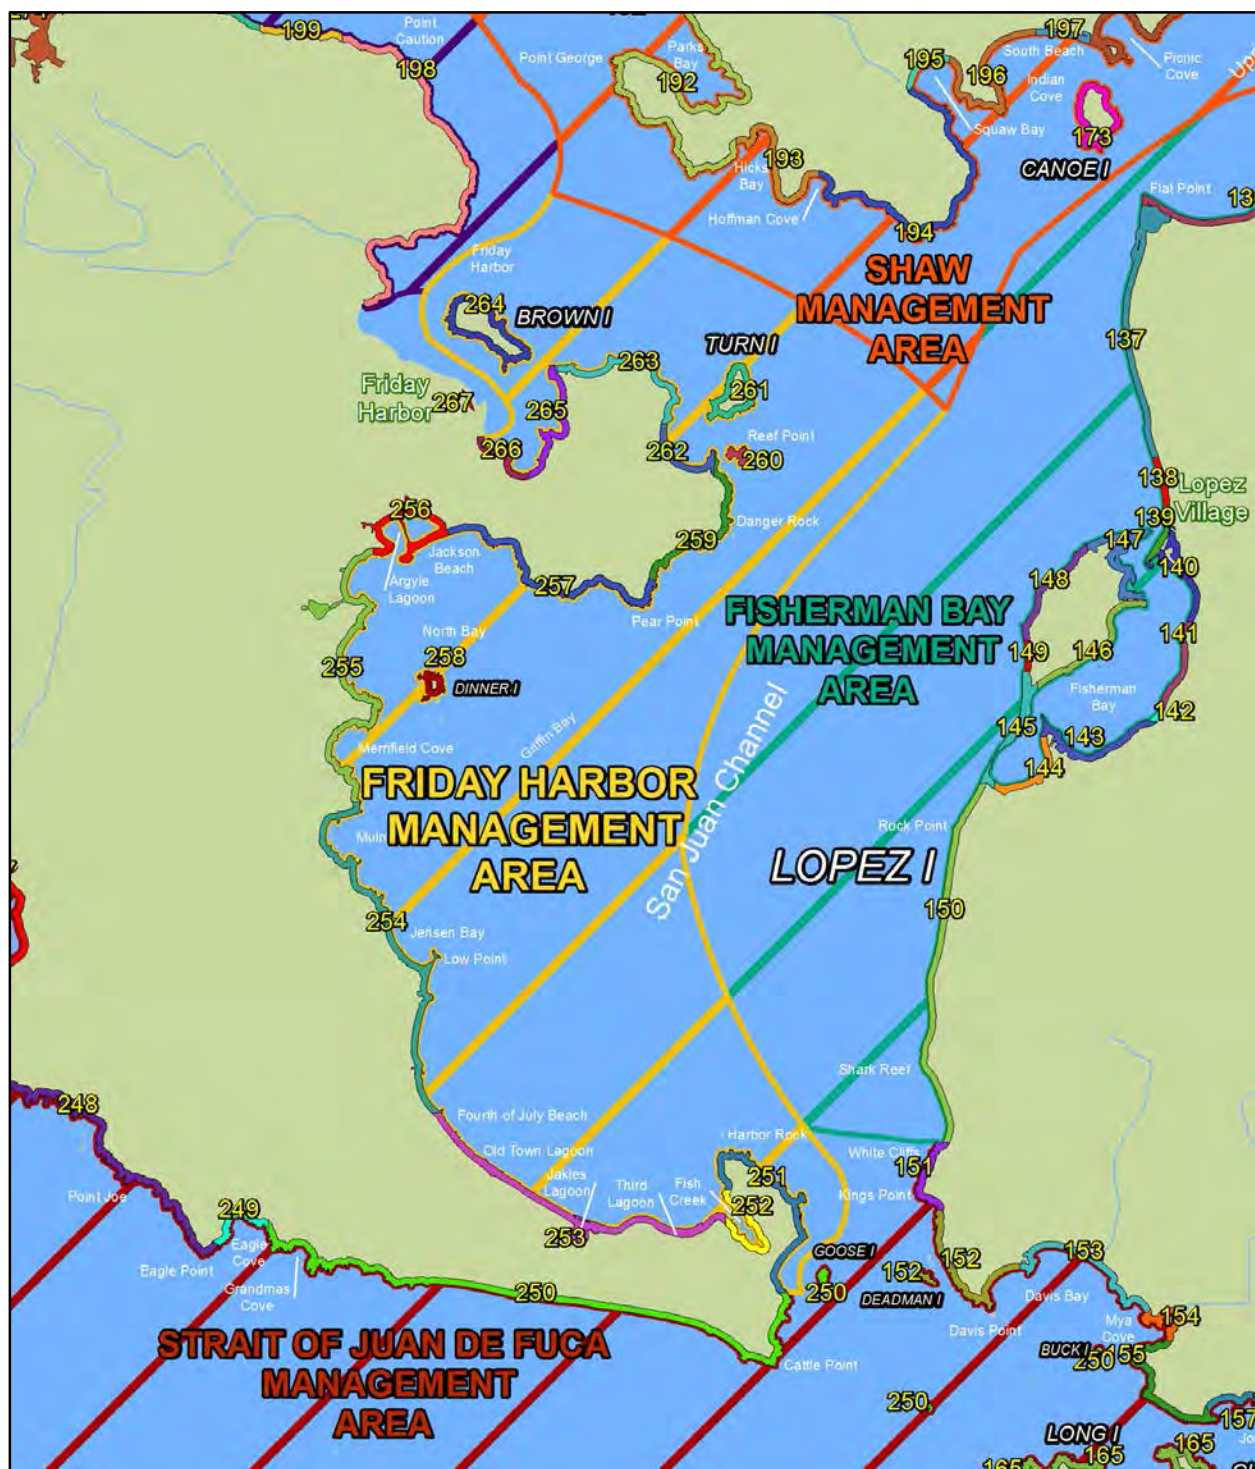 Point
Caution
199
198
Point George
Parks
Bay
192
195
197
South Beach
196
Indian
Cove
Picnic
Cove
Squaw Bay
173
CANOE I
193
Hicks
Bay
Hoffman Cove
194
Flat Point
SHAW
MANAGEMENT
AREA
Friday
Harbor
264
BROWN I
TURN I
263
261
137
Friday
Harbor
267
265
266
262
Reef Point
260
138
Lopez
Village
139
256
Jackson
Beach
Argyle
Lagoon
Danger Rock
259
257
Pear Point
147
140
148
FISHERMAN BAY
MANAGEMENT
AREA
North Bay
258
DINNER I
255
141
149
146
Fisherman
Bay
142
145
143
144
Griffin Bay
San Juan Channel
Merrifield Cove
FRIDAY HARBOR
MANAGEMENT
AREA
Rock Point
LOPEZ I
150
254
Jensen Bay
Low Point
Shark Reef
248
Fourth of July Beach
Old Town Lagoon
Harbor Rock
White Cliffs
151
Jakles
Lagoon
Third
Lagoon
Fish
Creek
251
252
Kings Point
Point Joe
249
253
Eagle
Cove
Eagle Point
Grandmas
Cove
GOOSE I
250
152
DEADMAN I
152
153
Davis Bay
250
Davis Point
Mya
Cove
154
STRAIT OF JUAN DE FUCA
MANAGEMENT
AREA
Cattle Point
BUCK I
250
155
250
157
LONG I
165
165
165